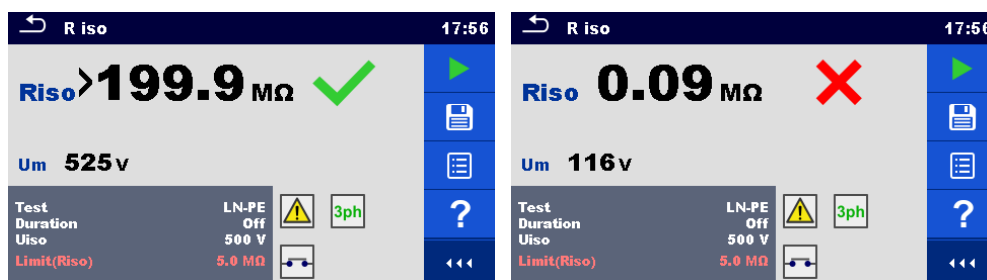 R iso 17:56
Riso >199.9 MΩ
Um 525 V
Test LN-PE
Duration Off
Uiso 500 V
Limit(Riso) 5.0 MΩ
3ph
?
R iso 17:56
Riso 0.09 MΩ
Um 116 V
Test LN-PE
Duration Off
Uiso 500 V
Limit(Riso) 5.0 MΩ
3ph
?